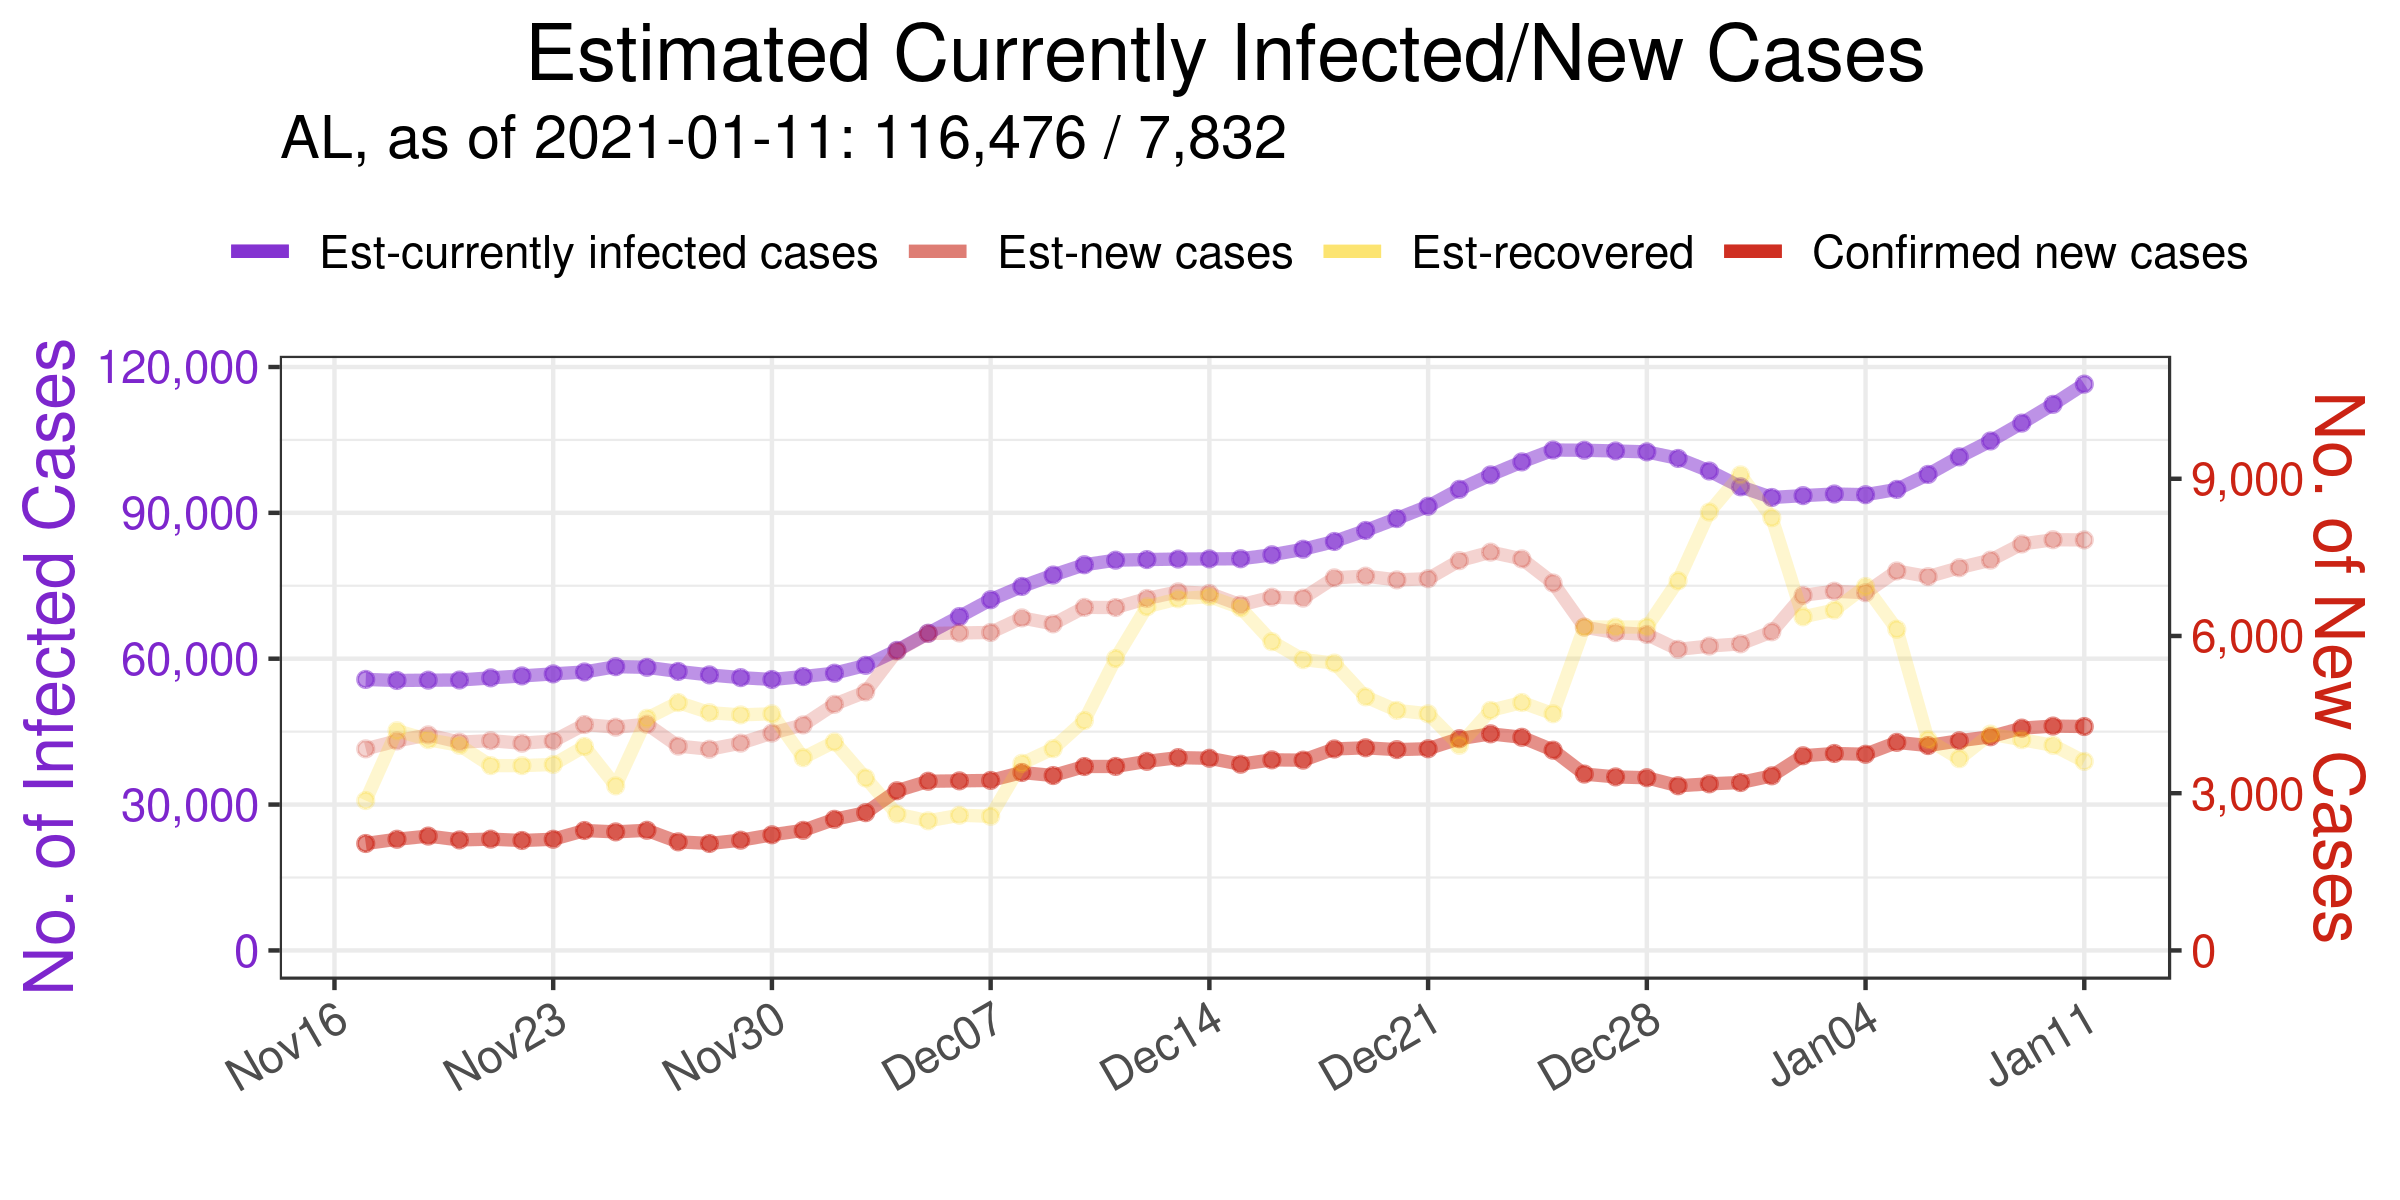 Estimated Currently Infected/New Cases
AL, as of 2021-01-11: 116,476 / 7,832
Est-currently infected cases Est-new cases Est-recovered Confirmed new cases
No. of Infected Cases
120,000
90,000
60,000
30,000
0
9,000
6,000
3,000
0
No. of New Cases
Nov16 Nov23 Nov30 Dec07 Dec14 Dec21 Dec28 Jan04 Jan11